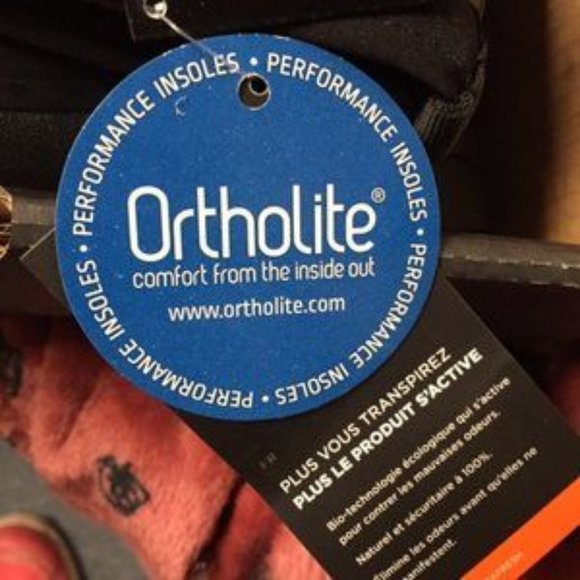 PERFORMANCE INSOLES • PERFORMANCE INSOLES • PERFORMANCE INSOLES • PERFORMANCE INSOLES •
Ortholite®
comfort from the inside out
www.ortholite.com
PLUS VOUS TRANSPIREZ
PLUS LE PRODUIT S'ACTIVE
Bio-technologie écologique qui s'active
pour contrer les mauvaises odeurs.
Naturel et sécuritaire à 100%.
Élimine les odeurs avant qu'elles ne
manifestent.